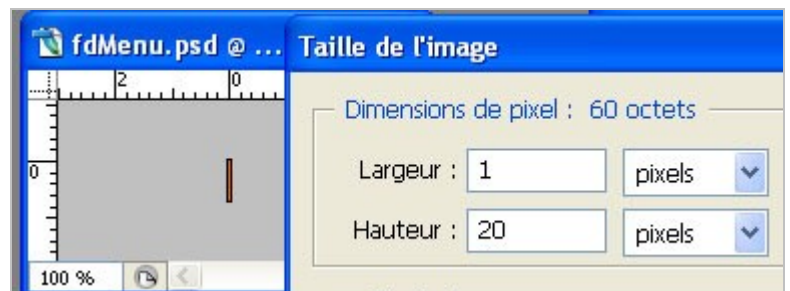 fdMenu.psd @ ...
Taille de l'image
2
0
Dimensions de pixel : 60 octets
Largeur : 1 pixels
0
Hauteur : 20 pixels
100 %